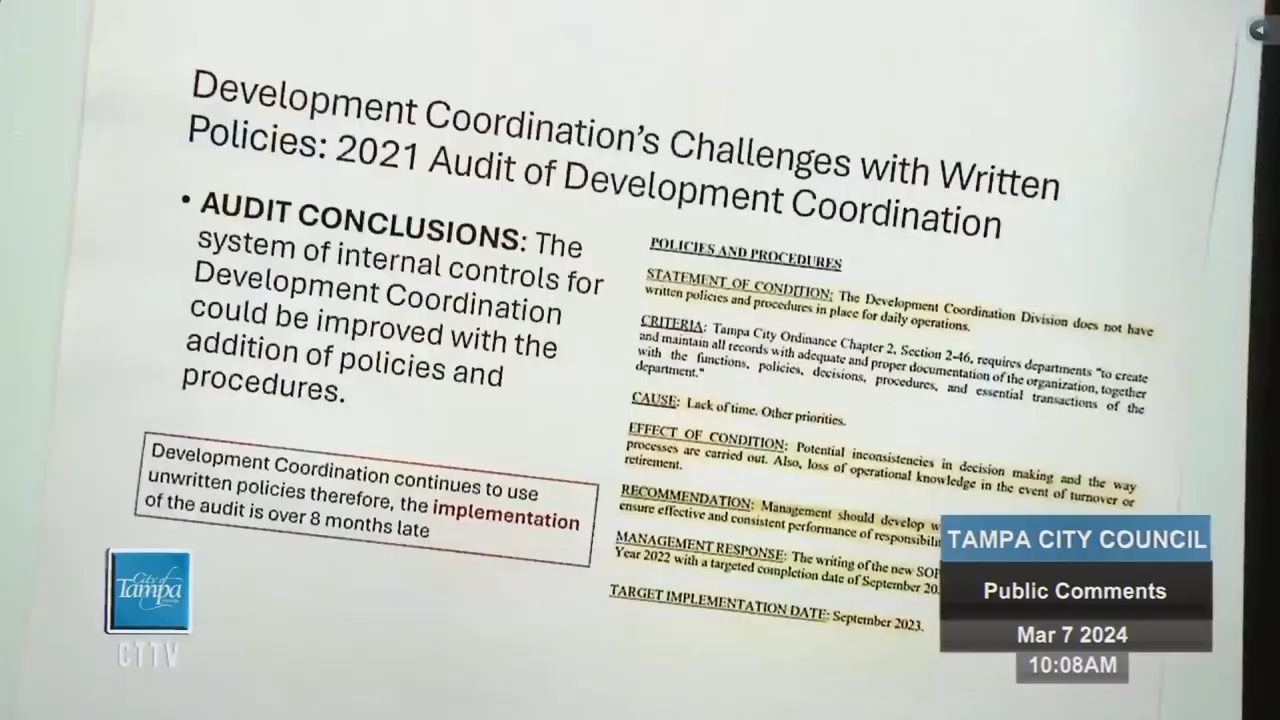 Development Coordination's Challenges with Written
Policies: 2021 Audit of Development Coordination
• AUDIT CONCLUSIONS: The
system of internal controls for
Development Coordination
could be improved with the
addition of policies and
procedures.
Development Coordination continues to use
unwritten policies therefore, the implementation
of the audit is over 8 months late
POLICIES AND PROCEDURES
STATEMENT OF CONDITION: The Development Coordination Division does not have
written policies and procedures in place for daily operations.
CRITERIA: Tampa City Ordinance Chapter 2, Section 2-46, requires departments "to create
and maintain all records with adequate and proper documentation of the organization, together
with the functions, policies, decisions, procedures, and essential transactions of the
department."
CAUSE: Lack of time. Other priorities.
EFFECT OF CONDITION: Potential inconsistencies in decision making and the way
processes are carried out. Also, loss of operational knowledge in the event of turnover or
retirement.
RECOMMENDATION: Management should develop
ensure effective and consistent performance of
MANAGEMENT RESPONSE: The writing of the new
Year 2022 with a targeted completion date of September
TARGET IMPLEMENTATION DATE: September 2023.
City of
Tampa
CTTV
TAMPA CITY COUNCIL
Public Comments
Mar 7 2024
10:08AM